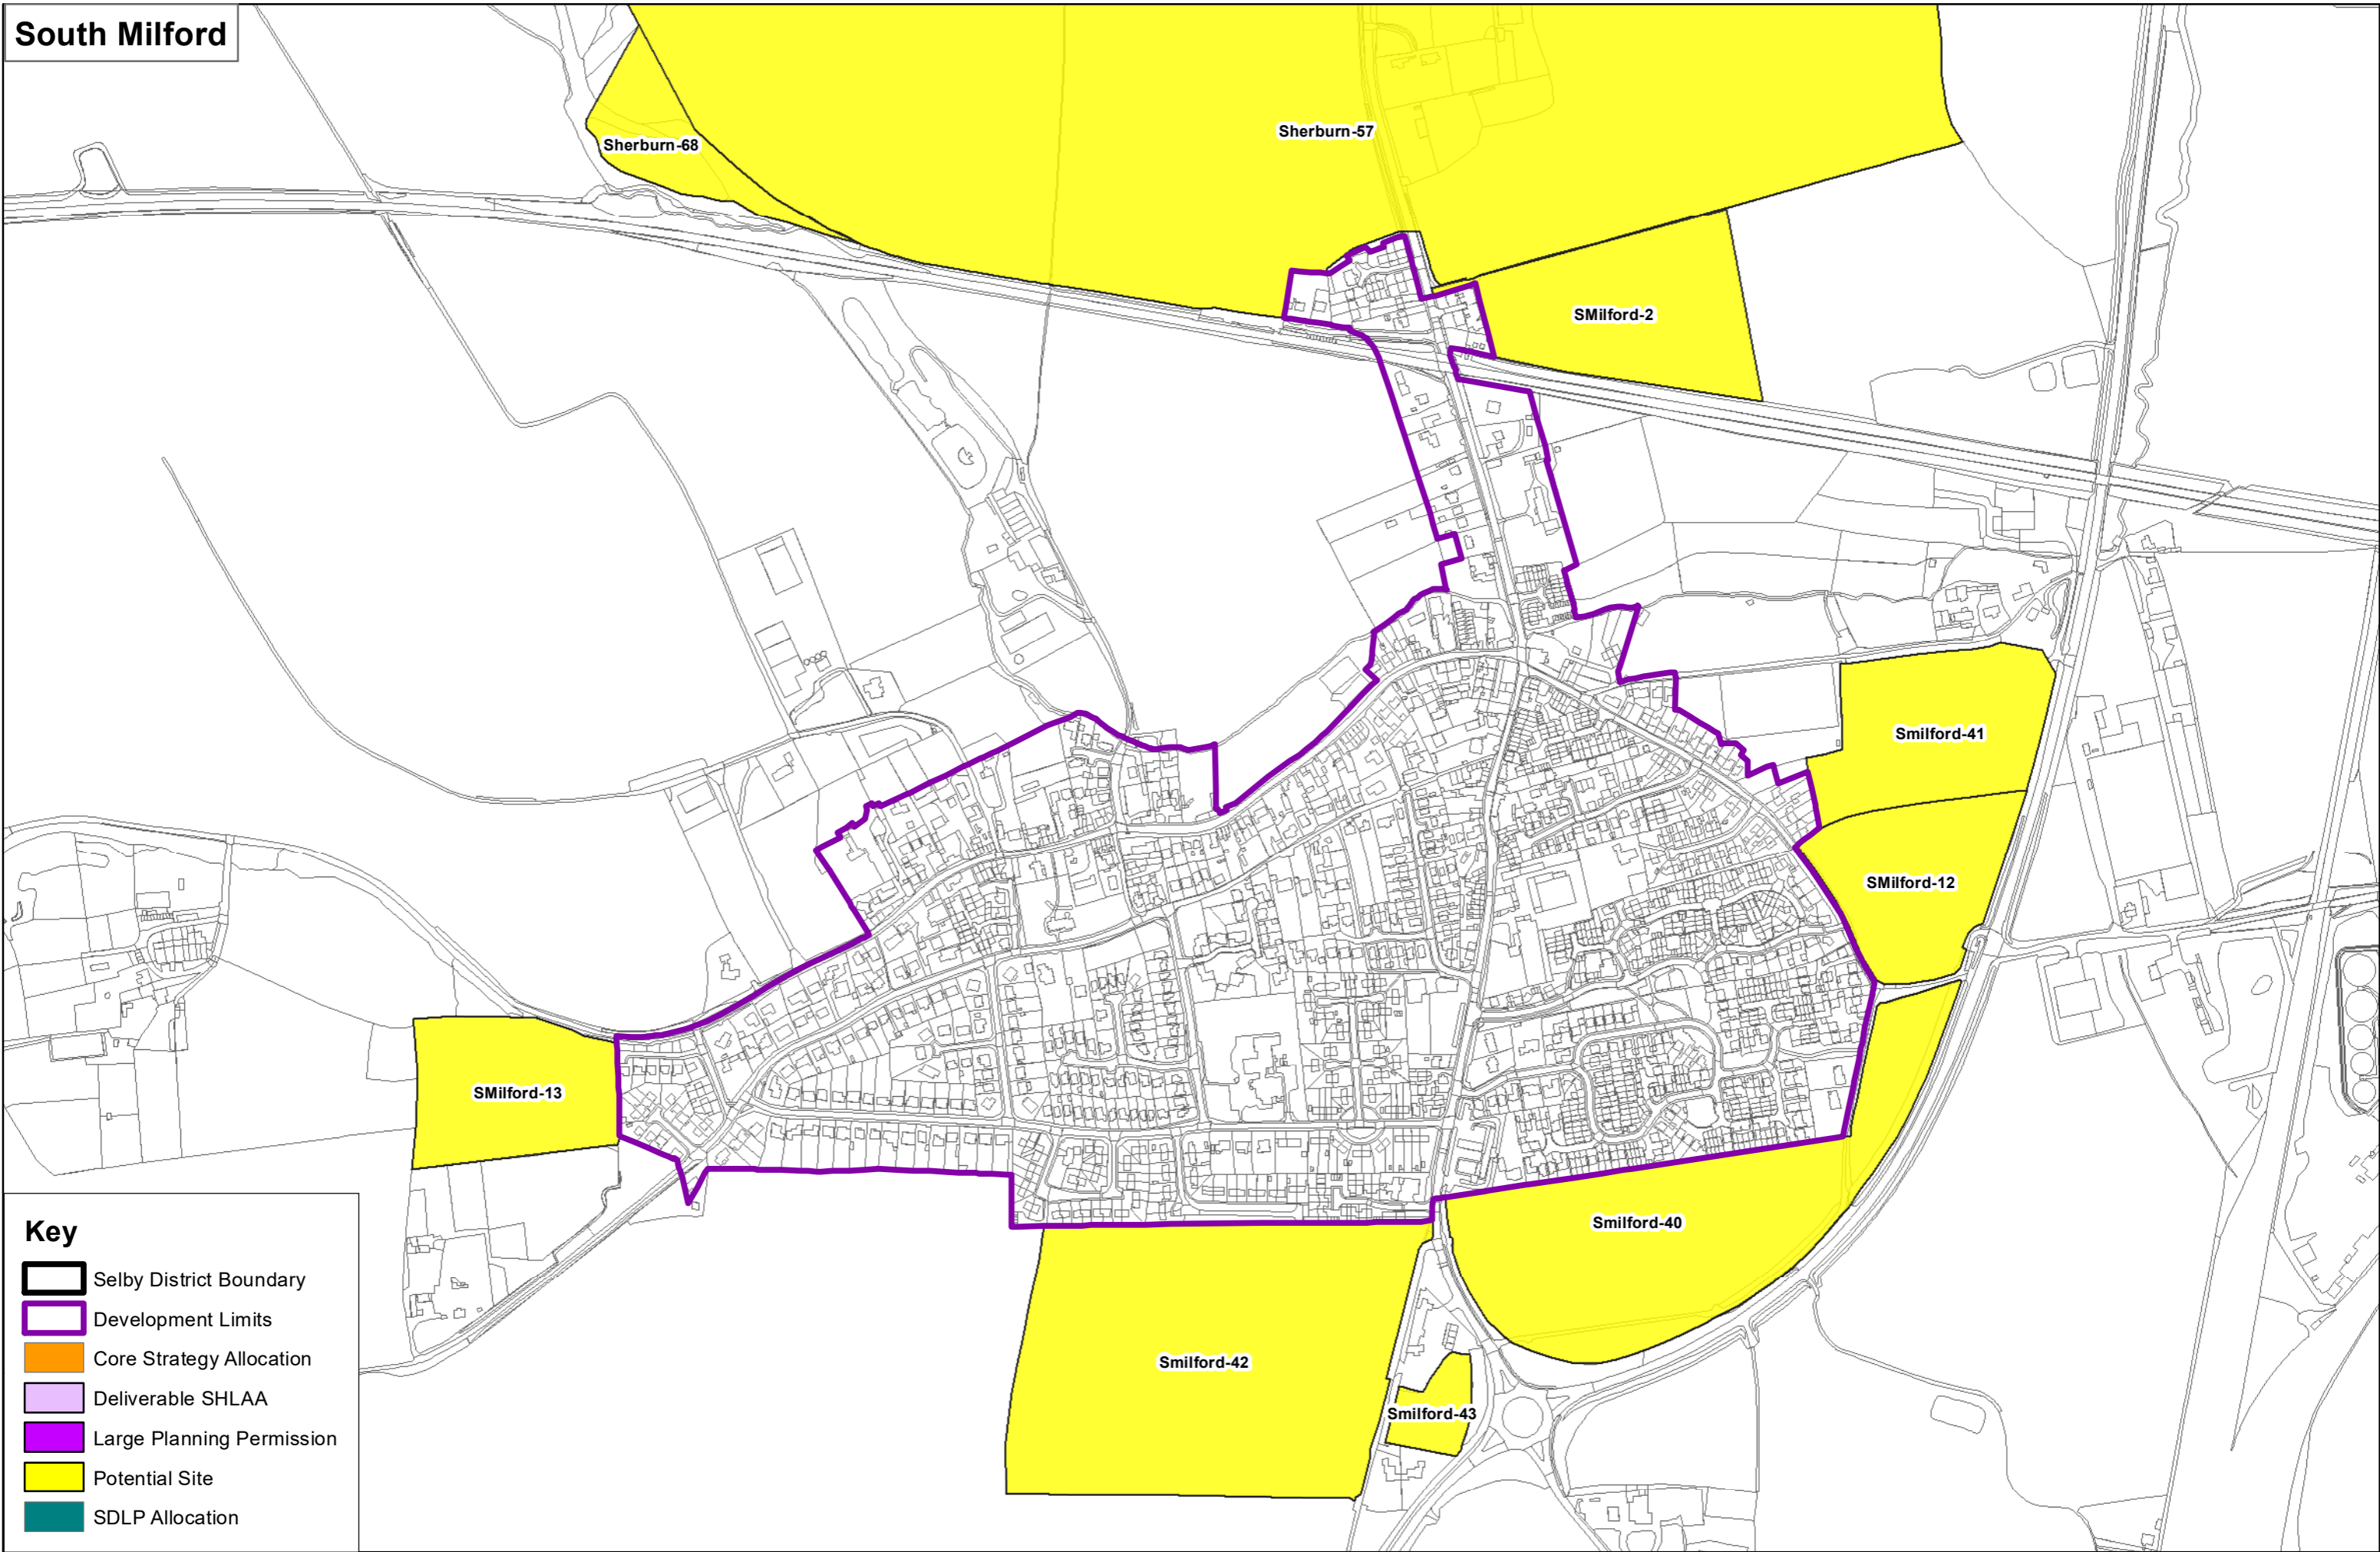 South Milford
Sherburn-57
Sherburn-68
SMilford-2
Smilford-41
SMilford-12
SMilford-13
Smilford-40
Smilford-42
Smilford-43
Key
Selby District Boundary
Development Limits
Core Strategy Allocation
Deliverable SHLAA
Large Planning Permission
Potential Site
SDLP Allocation